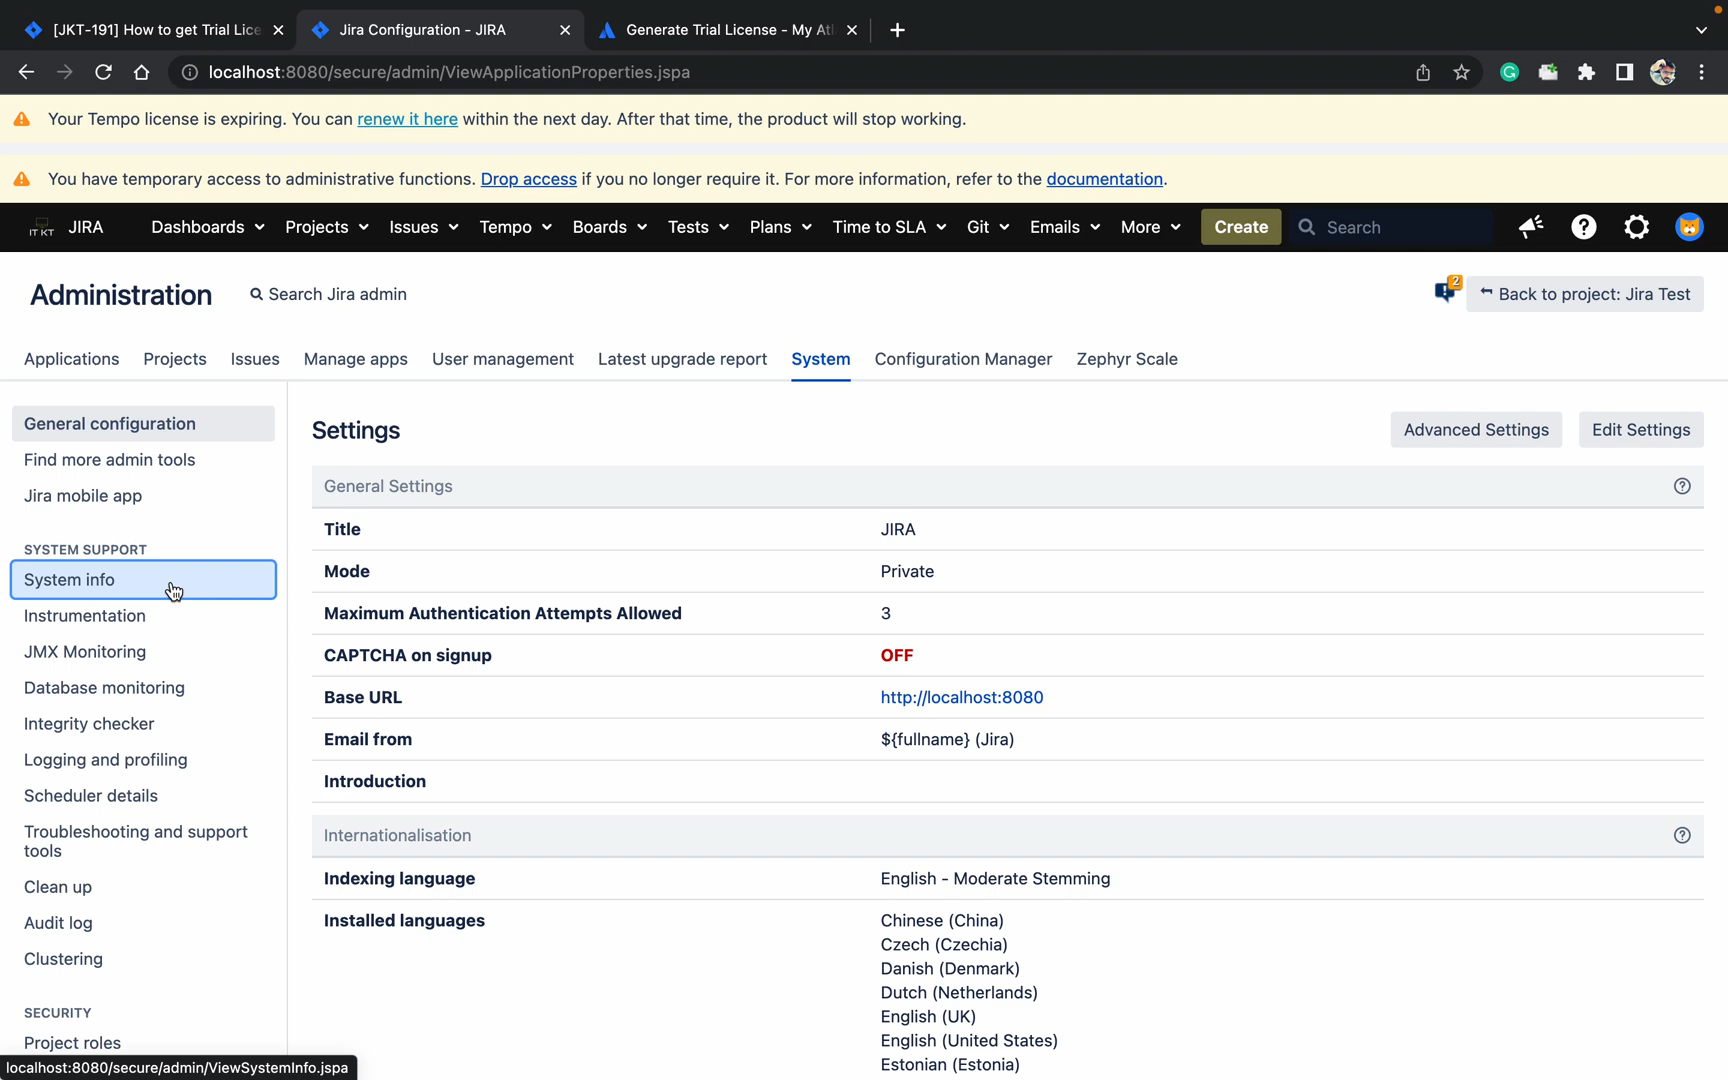 [JKT-191] How to get Trial Lice
Jira Configuration - JIRA
Generate Trial License - My Atl
localhost:8080/secure/admin/ViewApplicationProperties.jspa
Your Tempo license is expiring. You can renew it here within the next day. After that time, the product will stop working.
You have temporary access to administrative functions. Drop access if you no longer require it. For more information, refer to the documentation.
IT KT JIRA Dashboards Projects Issues Tempo Boards Tests Plans Time to SLA Git Emails More Create Search
Administration
Search Jira admin
2
Back to project: Jira Test
Applications Projects Issues Manage apps User management Latest upgrade report System Configuration Manager Zephyr Scale
General configuration
Find more admin tools
Jira mobile app
SYSTEM SUPPORT
System info
Instrumentation
JMX Monitoring
Database monitoring
Integrity checker
Logging and profiling
Scheduler details
Troubleshooting and support
tools
Clean up
Audit log
Clustering
SECURITY
Project roles
localhost:8080/secure/admin/ViewSystemInfo.jspa
Settings
Advanced Settings
Edit Settings
General Settings
Title JIRA
Mode Private
Maximum Authentication Attempts Allowed 3
CAPTCHA on signup OFF
Base URL http://localhost:8080
Email from ${fullname} (Jira)
Introduction
Internationalisation
Indexing language English - Moderate Stemming
Installed languages Chinese (China)
Czech (Czechia)
Danish (Denmark)
Dutch (Netherlands)
English (UK)
English (United States)
Estonian (Estonia)